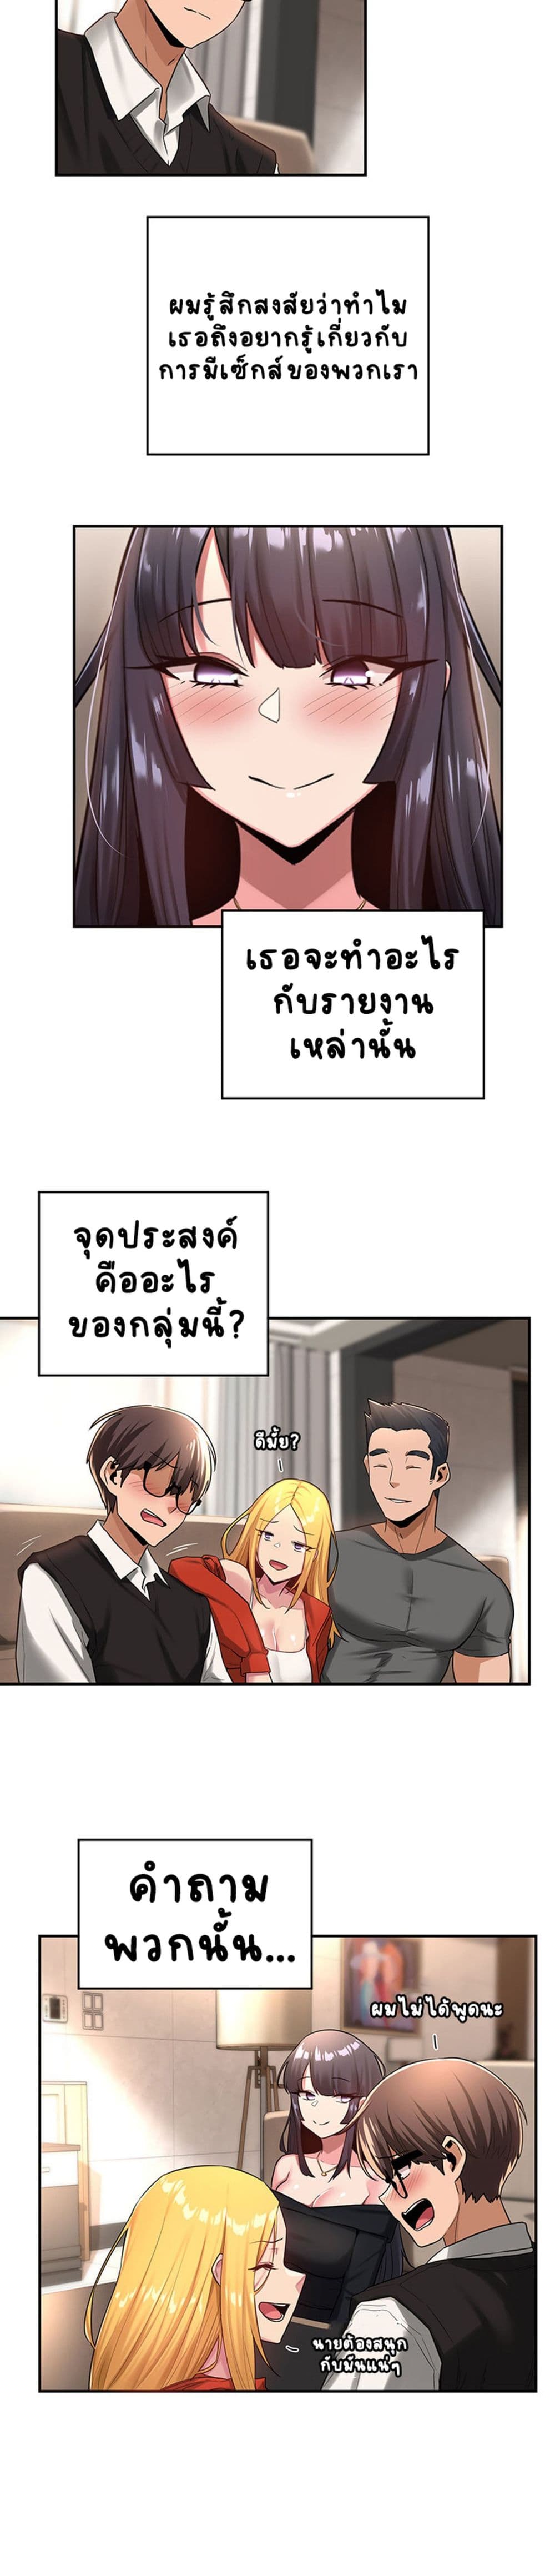 ผมรู้สึกสงสัยว่าทำไม
เธอถึงอยากรู้เกี่ยวกับ
การมีเซ็กส์ของพวกเรา
เธอจะทำอะไร
กับรายงาน
เหล่านั้น
จุดประสงค์
คืออะไร
ของกลุ่มนี้?
ดีมั้ย?
คำถาม
พวกนั้น...
ผมไม่ได้พูดนะ
นายต้องสนุก
กับมันแน่ๆ